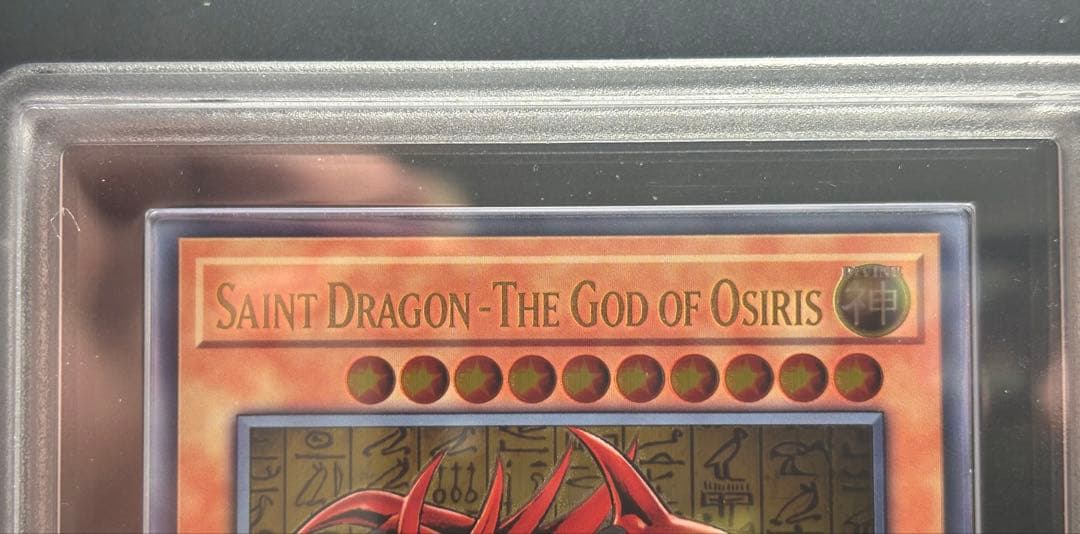 SAINT DRAGON -THE GOD OF OSIRIS
DIVINE
神